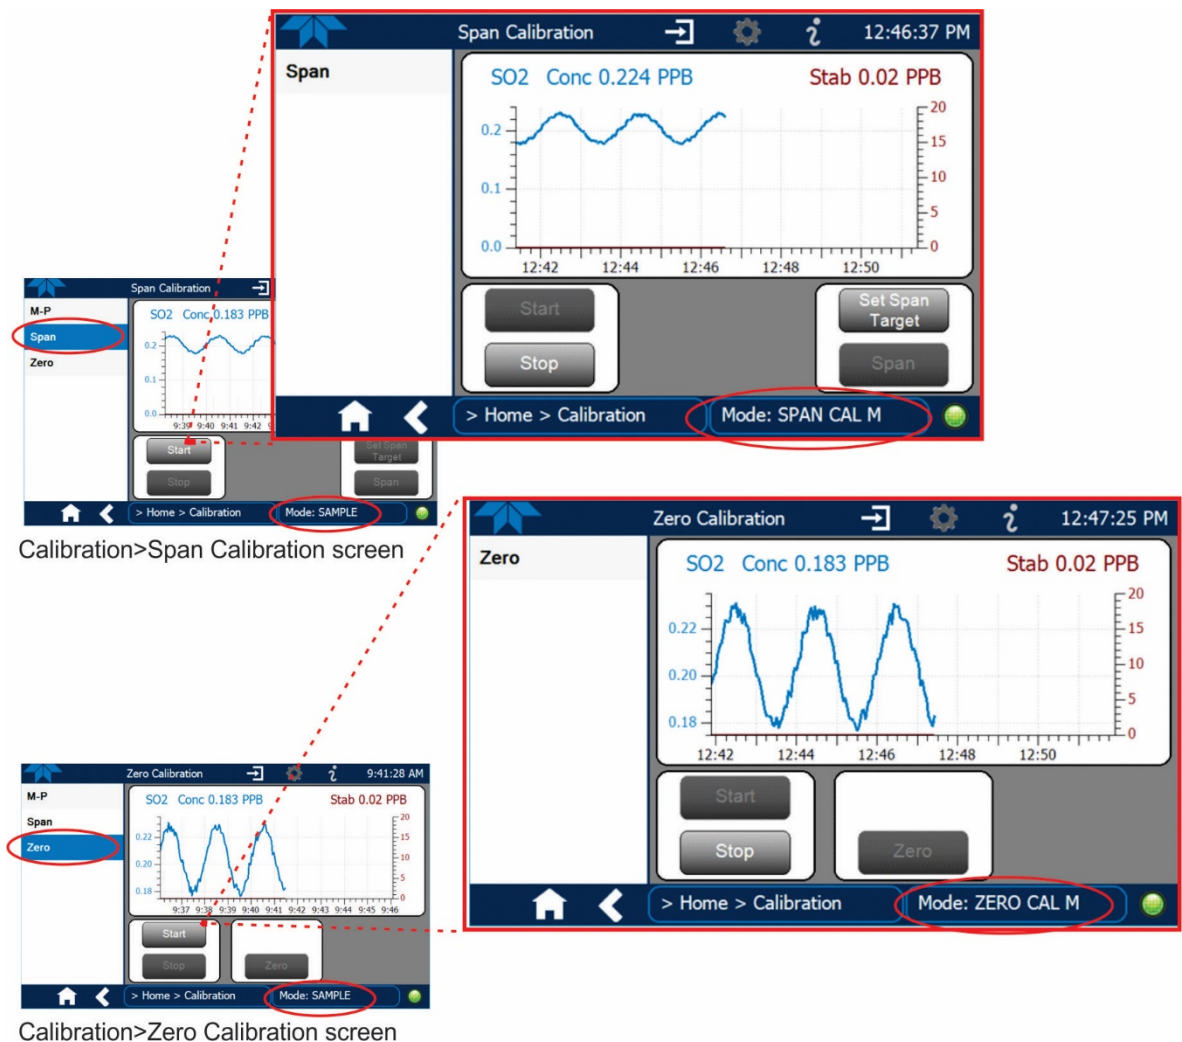 Span Calibration 12:46:37 PM
Span
SO2 Conc 0.224 PPB Stab 0.02 PPB
20
0.2
15
10
0.1
5
0.0 0
12:42 12:44 12:46 12:48 12:50
Start
Stop
Set Span
Target
Span
> Home > Calibration Mode: SPAN CAL M
Span Calibration
M-P
Span
Zero
SO2 Conc 0.183 PPB
0.2
0.1
0.0
9:39 9:40 9:41 9:42
Start
Stop
Set Span
Target
Span
> Home > Calibration Mode: SAMPLE
Calibration>Span Calibration screen
Zero Calibration 12:47:25 PM
Zero
SO2 Conc 0.183 PPB Stab 0.02 PPB
20
0.22 15
0.20 10
5
0.18 0
12:42 12:44 12:46 12:48 12:50
Start
Stop
Zero
> Home > Calibration Mode: ZERO CAL M
Zero Calibration 9:41:28 AM
M-P
Span
Zero
SO2 Conc 0.183 PPB Stab 0.02 PPB
20
0.22 15
0.20 10
5
0.18 0
9:37 9:38 9:39 9:40 9:41 9:42 9:43 9:44 9:45 9:46
Start
Stop
Zero
> Home > Calibration Mode: SAMPLE
Calibration>Zero Calibration screen